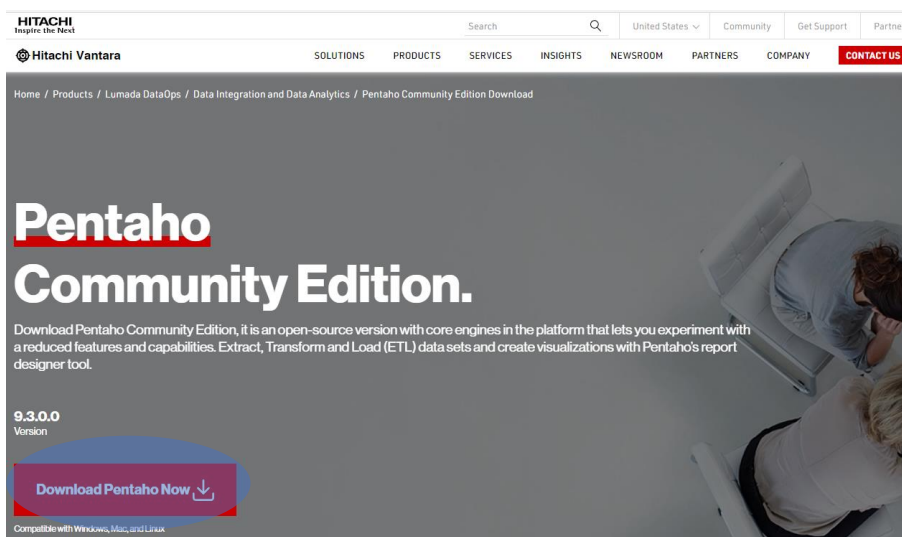 HITACHI
Inspire the Next
Search
United States
Community
Get Support
Partne
Hitachi Vantara
SOLUTIONS
PRODUCTS
SERVICES
INSIGHTS
NEWSROOM
PARTNERS
COMPANY
CONTACT US
Home / Products / Lumada DataOps / Data Integration and Data Analytics / Pentaho Community Edition Download
Pentaho
Community Edition.
Download Pentaho Community Edition, it is an open-source version with core engines in the platform that lets you experiment with
a reduced features and capabilities. Extract, Transform and Load (ETL) data sets and create visualizations with Pentaho's report
designer tool.
9.3.0.0
Version
Download Pentaho Now
Compatible with Windows, Mac, and Linux